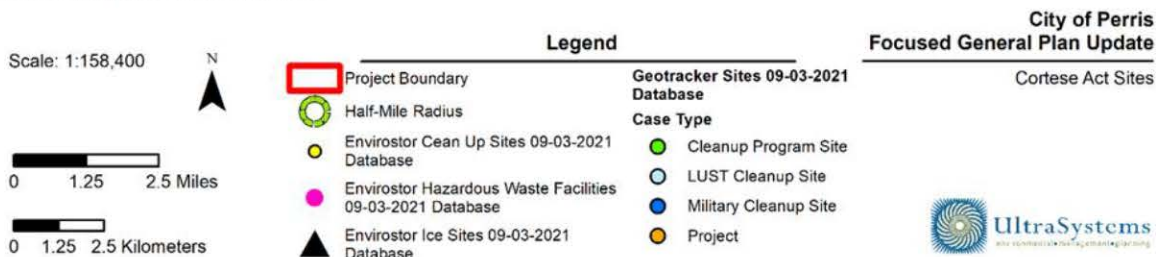 City of Perris
Focused General Plan Update
Cortese Act Sites
Scale: 1:158,400
N
0 1.25 2.5 Miles
0 1.25 2.5 Kilometers
Legend
Project Boundary
Half-Mile Radius
Envirostor Cean Up Sites 09-03-2021
Database
Envirostor Hazardous Waste Facilities
09-03-2021 Database
Envirostor Ice Sites 09-03-2021
Database
Geotracker Sites 09-03-2021
Database
Case Type
Cleanup Program Site
LUST Cleanup Site
Military Cleanup Site
Project
UltraSystems
environmental•management•planning